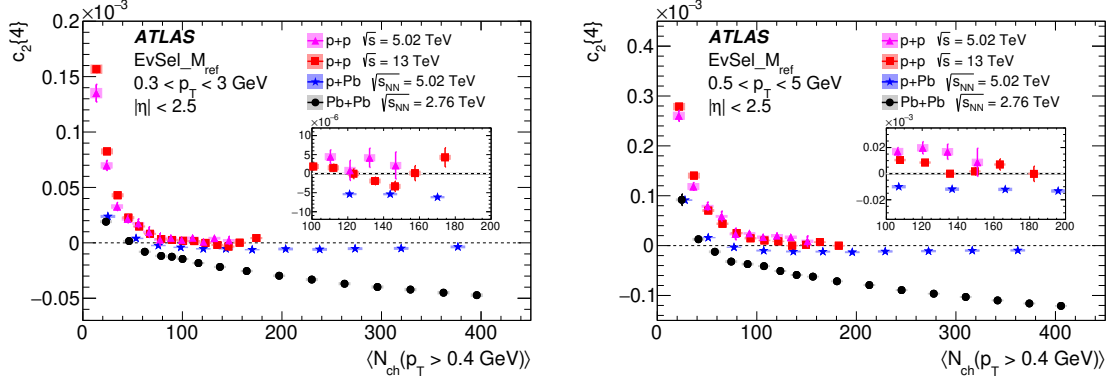 ×10⁻³
c₂{4}
0.2
0.15
0.1
0.05
0
−0.05
ATLAS
EvSel_M_ref
0.3 < p_T < 3 GeV
|η| < 2.5
p+p √s = 5.02 TeV
p+p √s = 13 TeV
p+Pb √s_NN = 5.02 TeV
Pb+Pb √s_NN = 2.76 TeV
×10⁻⁶
10
5
0
−5
−10
100 120 140 160 180 200
0 100 200 300 400
⟨N_ch(p_T > 0.4 GeV)⟩
×10⁻³
c₂{4}
0.4
0.3
0.2
0.1
0
−0.1
ATLAS
EvSel_M_ref
0.5 < p_T < 5 GeV
|η| < 2.5
p+p √s = 5.02 TeV
p+p √s = 13 TeV
p+Pb √s_NN = 5.02 TeV
Pb+Pb √s_NN = 2.76 TeV
×10⁻³
0.02
0
−0.02
100 120 140 160 180 200
0 100 200 300 400
⟨N_ch(p_T > 0.4 GeV)⟩